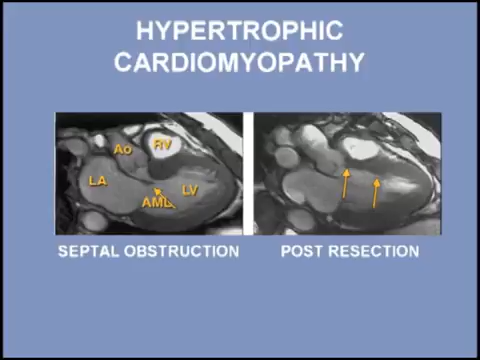 HYPERTROPHIC
CARDIOMYOPATHY
Ao
RV
LA
LV
AML
SEPTAL OBSTRUCTION
POST RESECTION